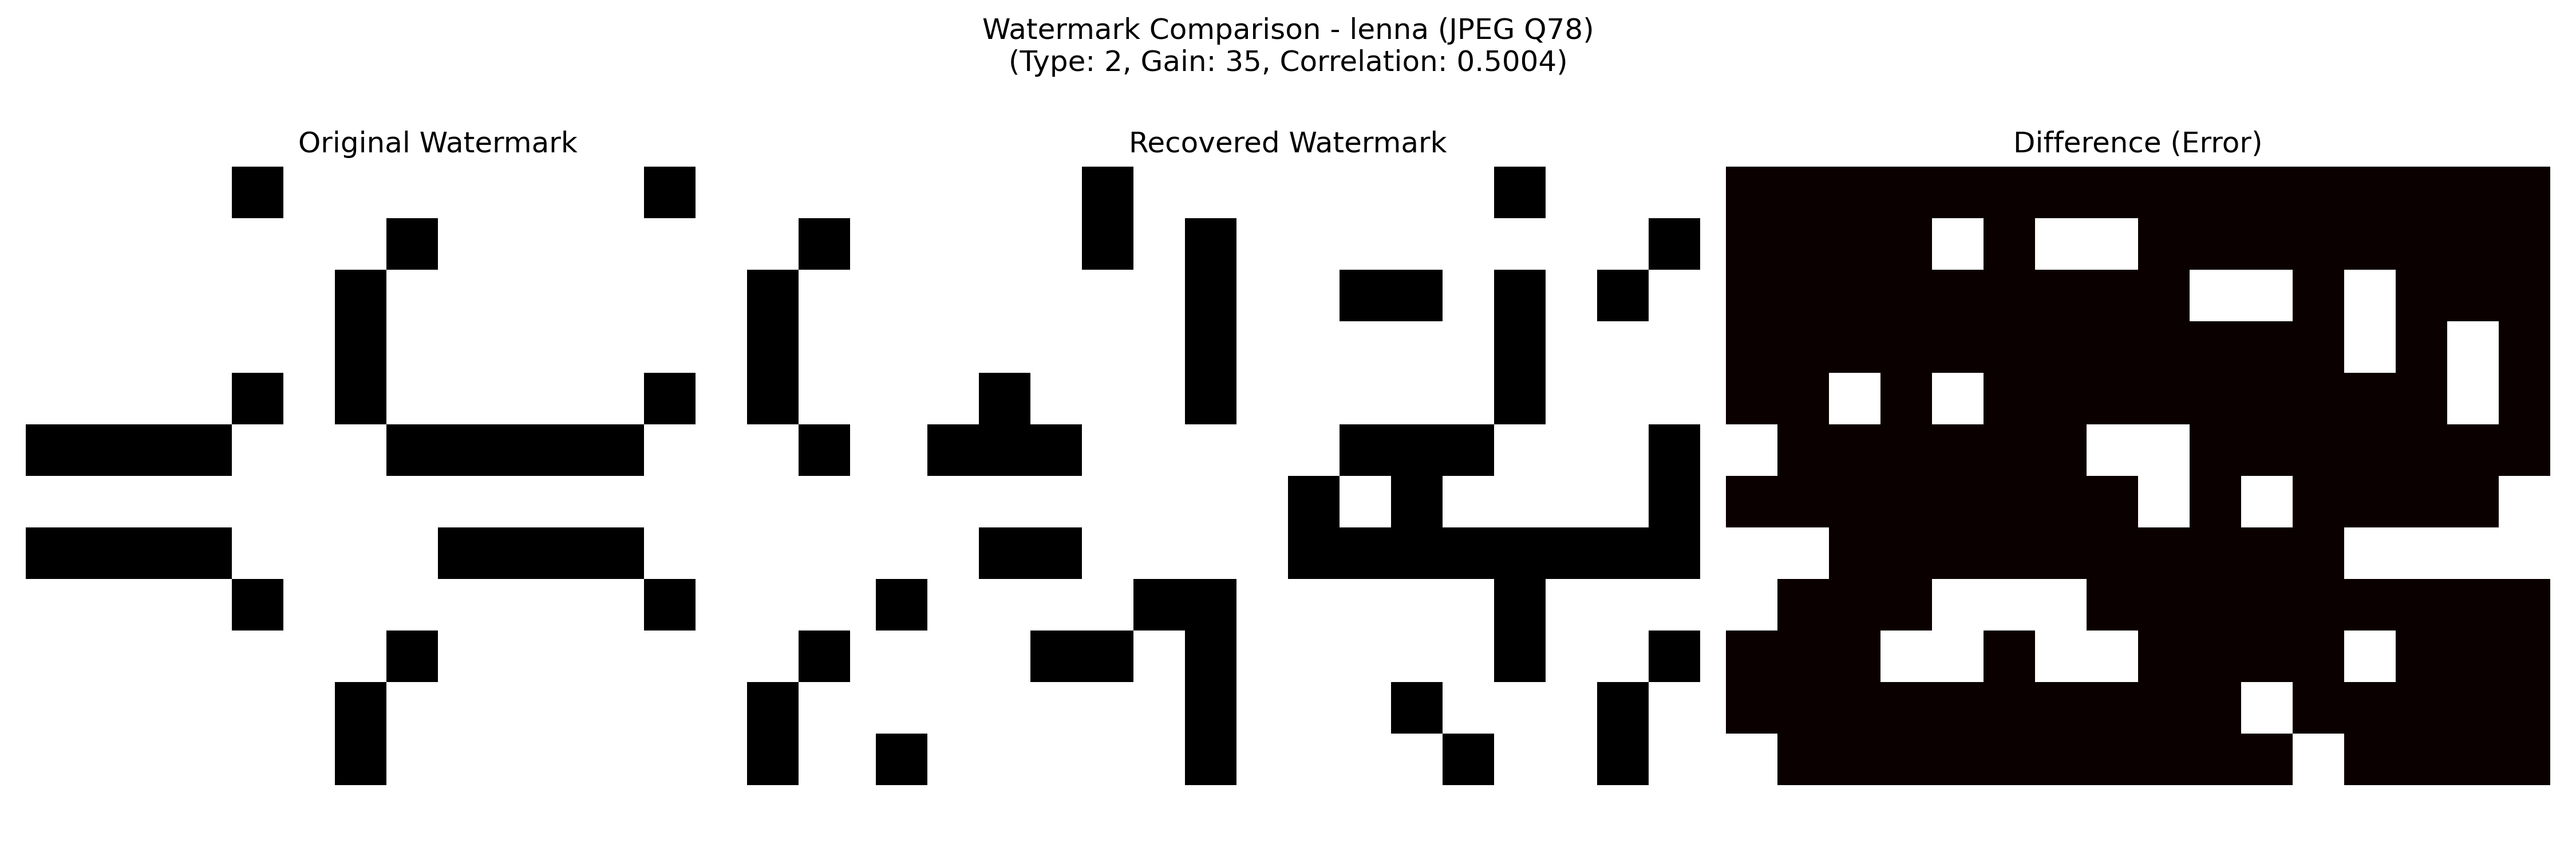 Watermark Comparison - lenna (JPEG Q78)
(Type: 2, Gain: 35, Correlation: 0.5004)
Original Watermark
Recovered Watermark
Difference (Error)